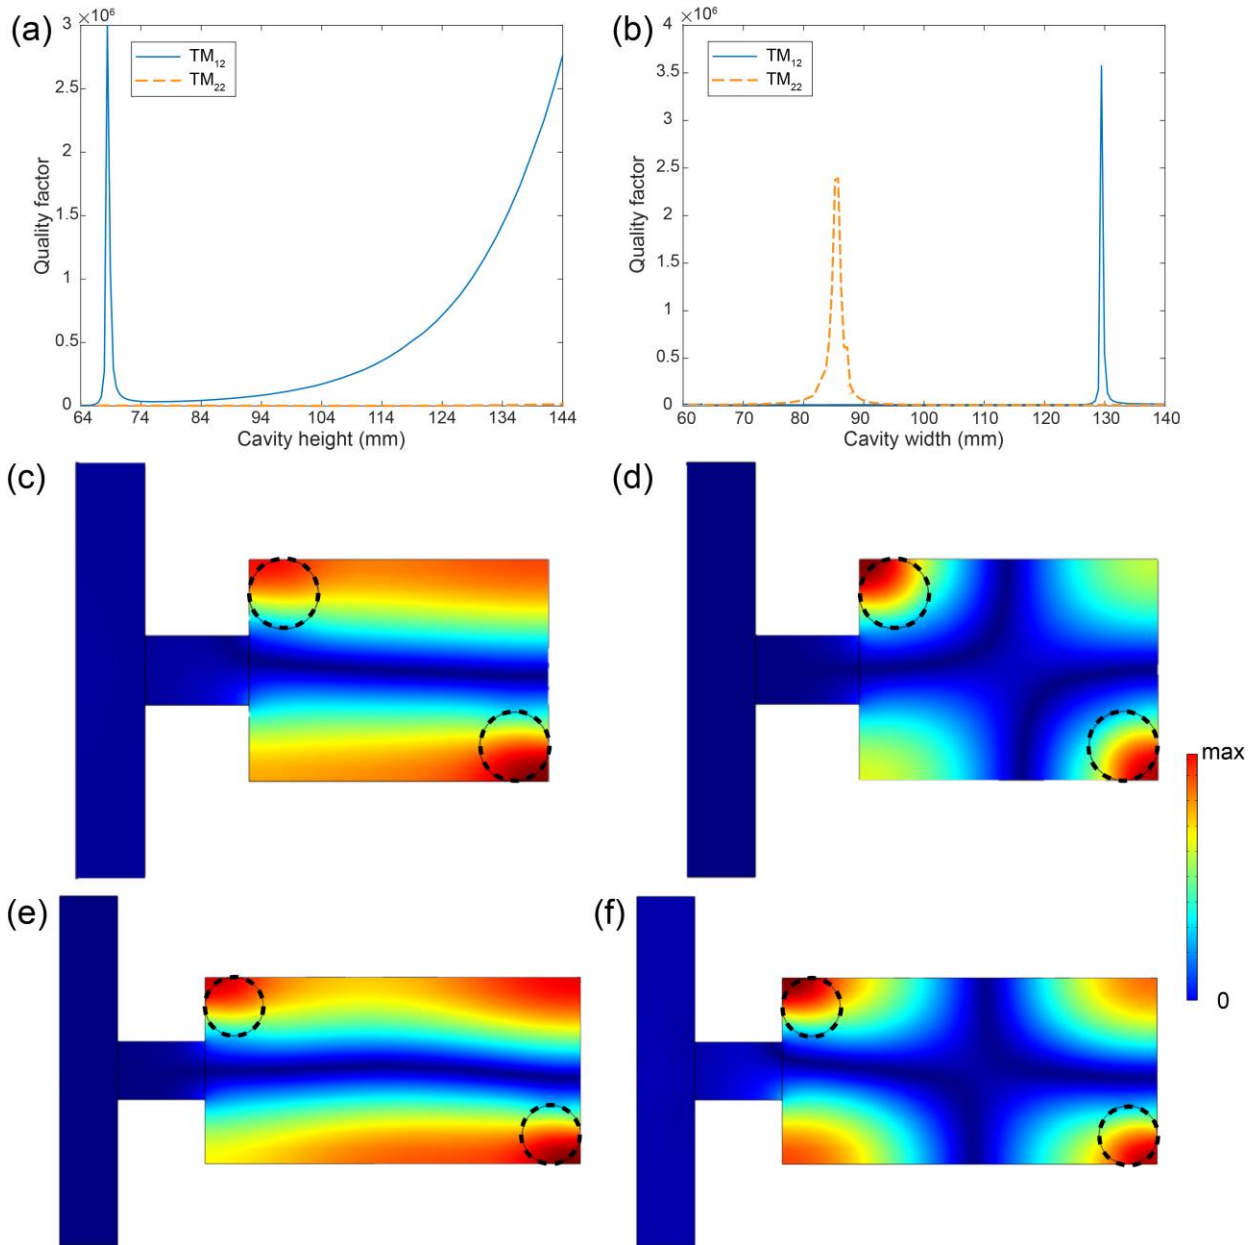 (a)
×10⁶
3
2.5
2
1.5
1
0.5
0
Quality factor
TM₁₂
TM₂₂
64 74 84 94 104 114 124 134 144
Cavity height (mm)
(b)
×10⁶
4
3.5
3
2.5
2
1.5
1
0.5
0
Quality factor
TM₁₂
TM₂₂
60 70 80 90 100 110 120 130 140
Cavity width (mm)
(c)
(d)
max
0
(e)
(f)